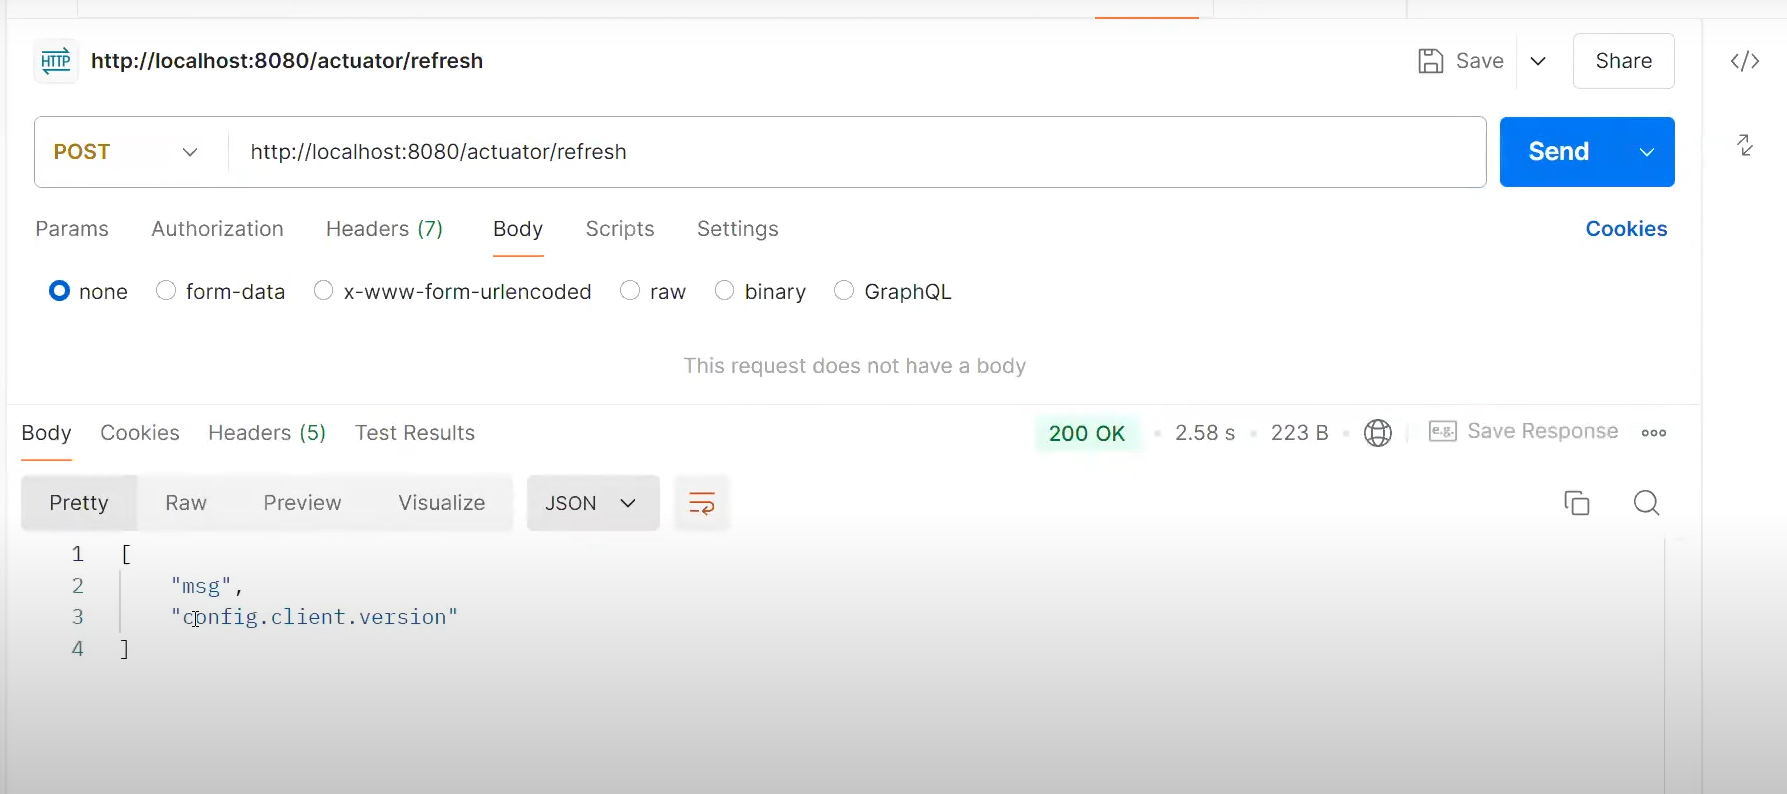 HTTP http://localhost:8080/actuator/refresh Save Share </>
POST http://localhost:8080/actuator/refresh Send
Params Authorization Headers (7) Body Scripts Settings Cookies
none form-data x-www-form-urlencoded raw binary GraphQL
This request does not have a body
Body Cookies Headers (5) Test Results 200 OK 2.58 s 223 B e.g. Save Response
Pretty Raw Preview Visualize JSON
1 [
2 "msg",
3 "config.client.version"
4 ]